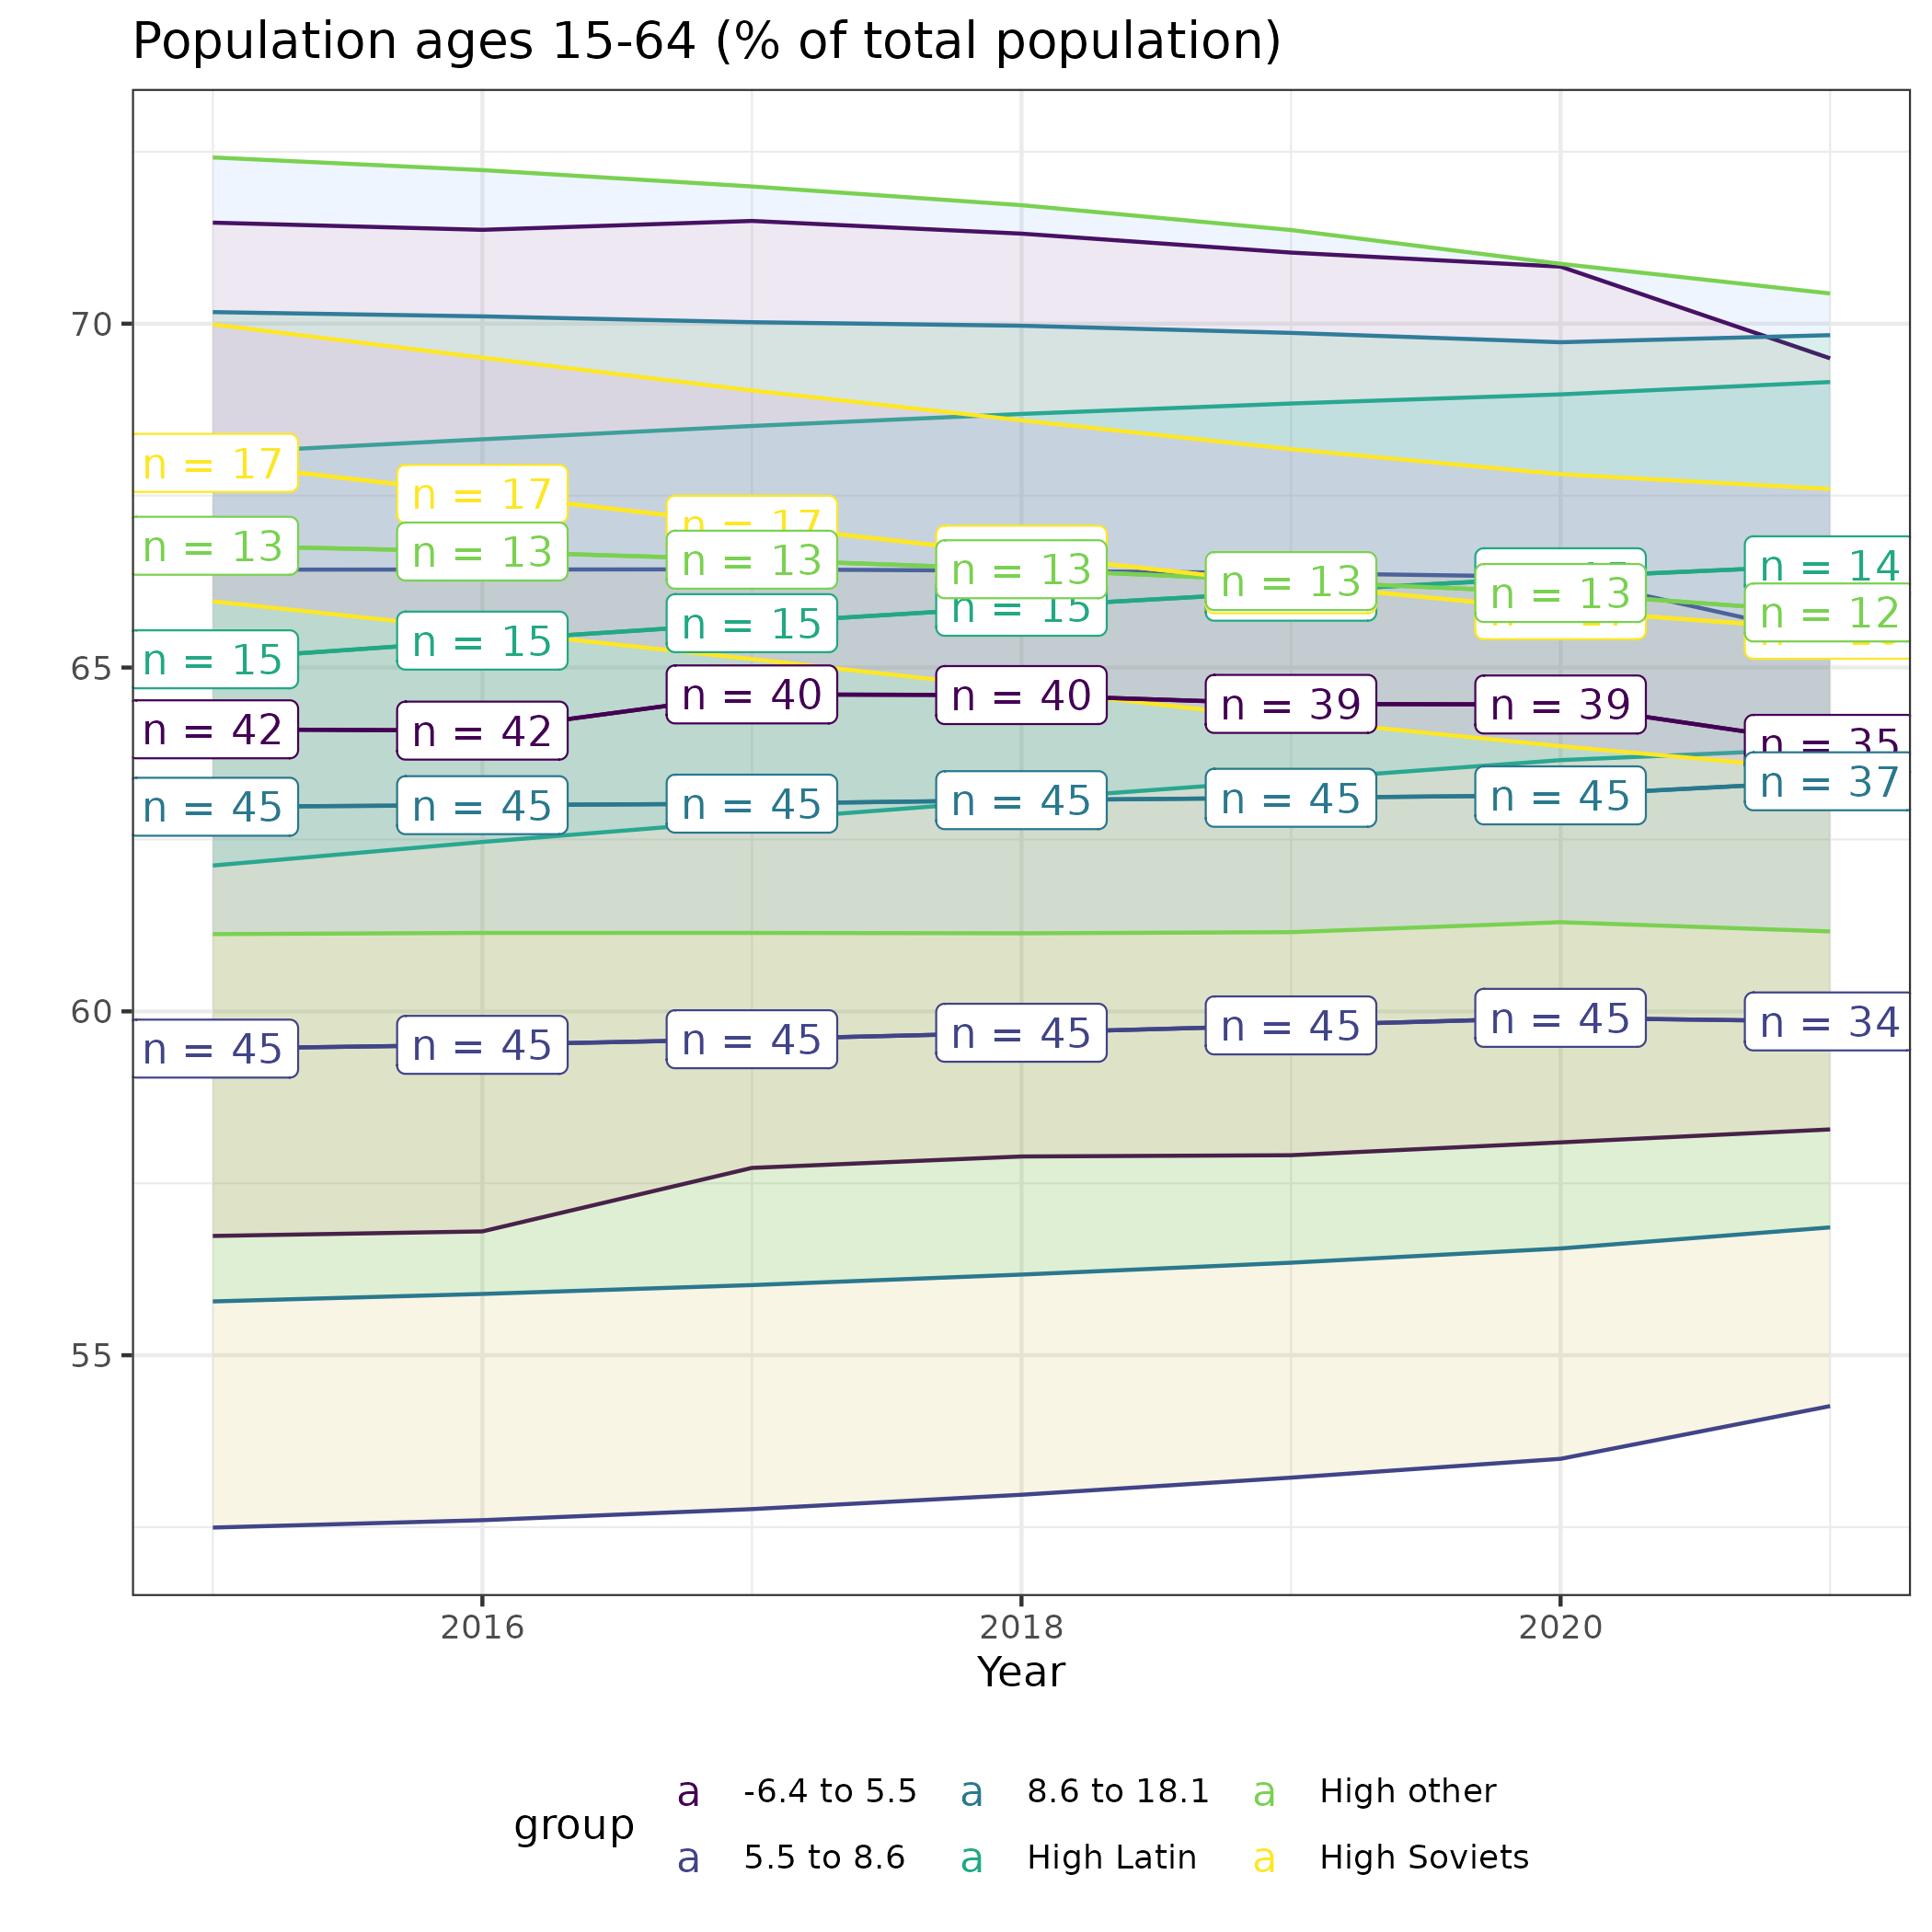 Population ages 15-64 (% of total population)
70
65
60
55
n = 17
n = 17
n = 17
n = 13
n = 13
n = 13
n = 13
n = 13
n = 13
n = 14
n = 12
n = 15
n = 15
n = 15
n = 15
n = 42
n = 42
n = 40
n = 40
n = 39
n = 39
n = 35
n = 45
n = 45
n = 45
n = 45
n = 45
n = 45
n = 37
n = 45
n = 45
n = 45
n = 45
n = 45
n = 45
n = 34
2016
2018
2020
Year
group
a -6.4 to 5.5
a 8.6 to 18.1
a High other
a 5.5 to 8.6
a High Latin
a High Soviets